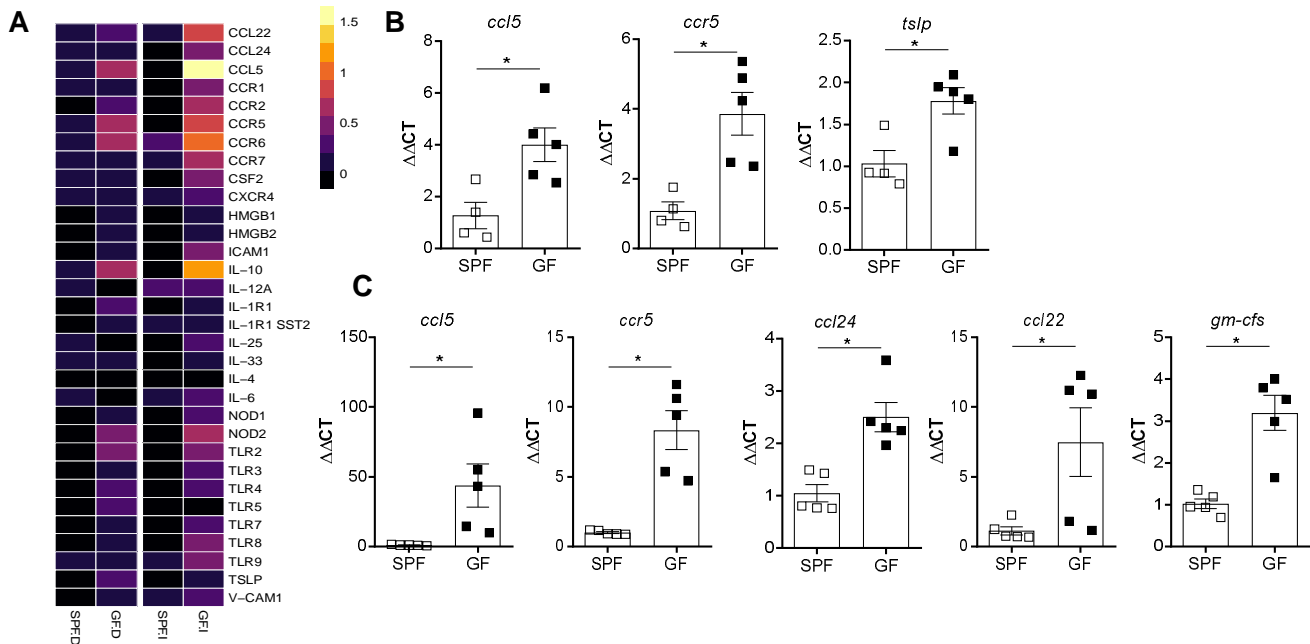 A
CCL22
CCL24
CCL5
CCR1
CCR2
CCR5
CCR6
CCR7
CSF2
CXCR4
HMGB1
HMGB2
ICAM1
IL−10
IL−12A
IL−1R1
IL−1R1 SST2
IL−25
IL−33
IL−4
IL−6
NOD1
NOD2
TLR2
TLR3
TLR4
TLR5
TLR7
TLR8
TLR9
TSLP
V−CAM1
SPF.D
GF.D
SPF.I
GF.I
1.5
1
0.5
0
B
ccl5
*
8
6
4
2
0
ΔΔCT
SPF GF
ccr5
*
6
4
2
0
ΔΔCT
SPF GF
tslp
*
2.5
2.0
1.5
1.0
0.5
0.0
ΔΔCT
SPF GF
C
ccl5
*
150
100
50
0
ΔΔCT
SPF GF
ccr5
*
15
10
5
0
ΔΔCT
SPF GF
ccl24
*
4
3
2
1
0
ΔΔCT
SPF GF
ccl22
*
15
10
5
0
ΔΔCT
SPF GF
gm-cfs
*
5
4
3
2
1
0
ΔΔCT
SPF GF